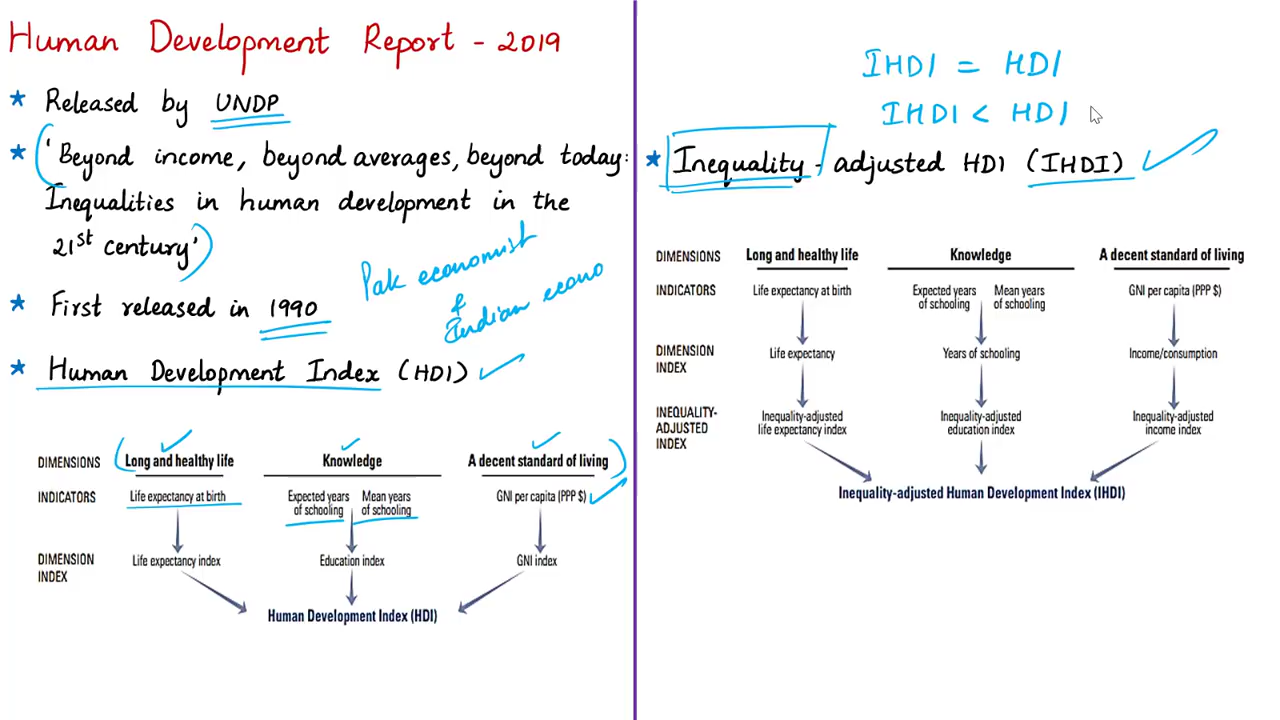 Human Development Report - 2019
* Released by UNDP
* 'Beyond income, beyond averages, beyond today:
Inequalities in human development in the
21st century'
Pak economist
&
Indian econo
* First released in 1990
* Human Development Index (HDI)
DIMENSIONS Long and healthy life Knowledge A decent standard of living
INDICATORS Life expectancy at birth Expected years Mean years GNI per capita (PPP $)
of schooling of schooling
DIMENSION Life expectancy index Education index GNI index
INDEX
Human Development Index (HDI)
IHDI = HDI
IHDI < HDI
* Inequality - adjusted HDI (IHDI)
DIMENSIONS Long and healthy life Knowledge A decent standard of living
INDICATORS Life expectancy at birth Expected years Mean years GNI per capita (PPP $)
of schooling of schooling
DIMENSION Life expectancy Years of schooling Income/consumption
INDEX
INEQUALITY- Inequality-adjusted Inequality-adjusted Inequality-adjusted
ADJUSTED life expectancy index education index income index
INDEX
Inequality-adjusted Human Development Index (IHDI)